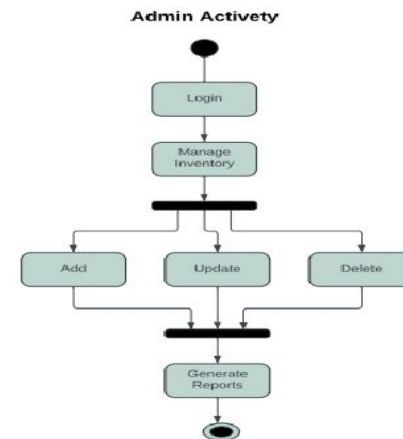 Admin Activety
Login
Manage
Inventory
Add
Update
Delete
Generate
Reports